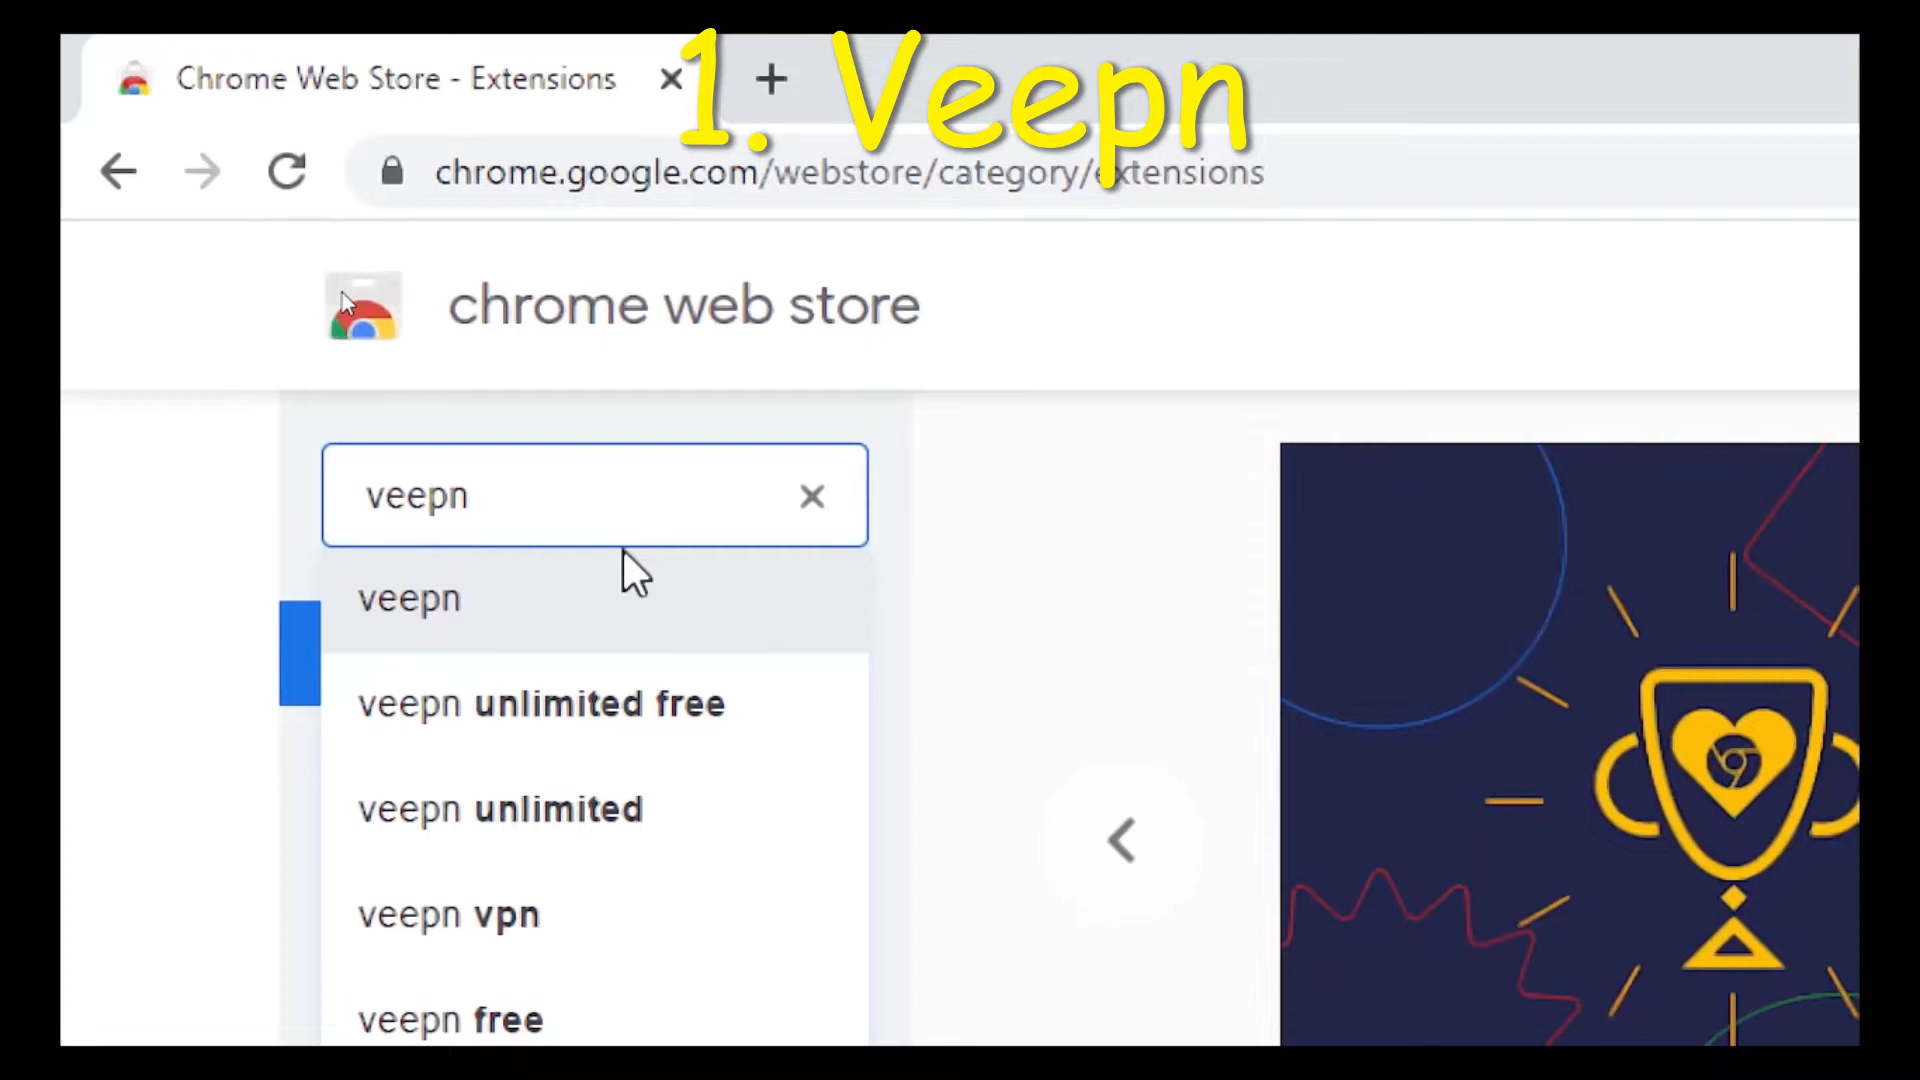 1. Veepn
Chrome Web Store - Extensions
chrome.google.com/webstore/category/extensions
chrome web store
veepn
veepn
veepn unlimited free
veepn unlimited
veepn vpn
veepn free